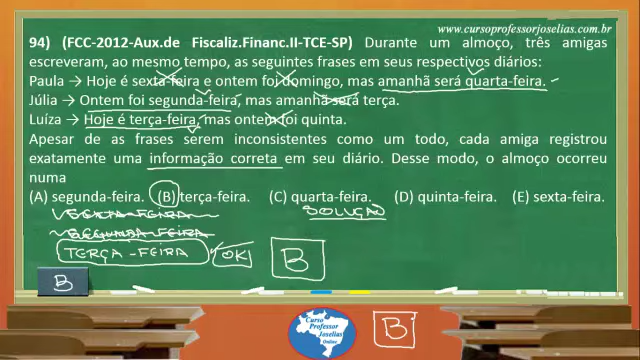 www.cursoprofessorjoselias.com.br
94) (FCC-2012-Aux.de Fiscaliz.Financ.II-TCE-SP) Durante um almoço, três amigas
escreveram, ao mesmo tempo, as seguintes frases em seus respectivos diários:
Paula → Hoje é sexta-feira e ontem foi domingo, mas amanhã será quarta-feira.
Júlia → Ontem foi segunda-feira, mas amanhã será terça.
Luíza → Hoje é terça-feira, mas ontem foi quinta.
Apesar de as frases serem inconsistentes como um todo, cada amiga registrou
exatamente uma informação correta em seu diário. Desse modo, o almoço ocorreu
numa
(A) segunda-feira. (B) terça-feira. (C) quarta-feira. (D) quinta-feira. (E) sexta-feira.
SEXTA-FEIRA SOLUÇÃO
SEGUNDA-FEIRA
TERÇA-FEIRA OK B
B
Curso
Professor
Joselias
Online
B